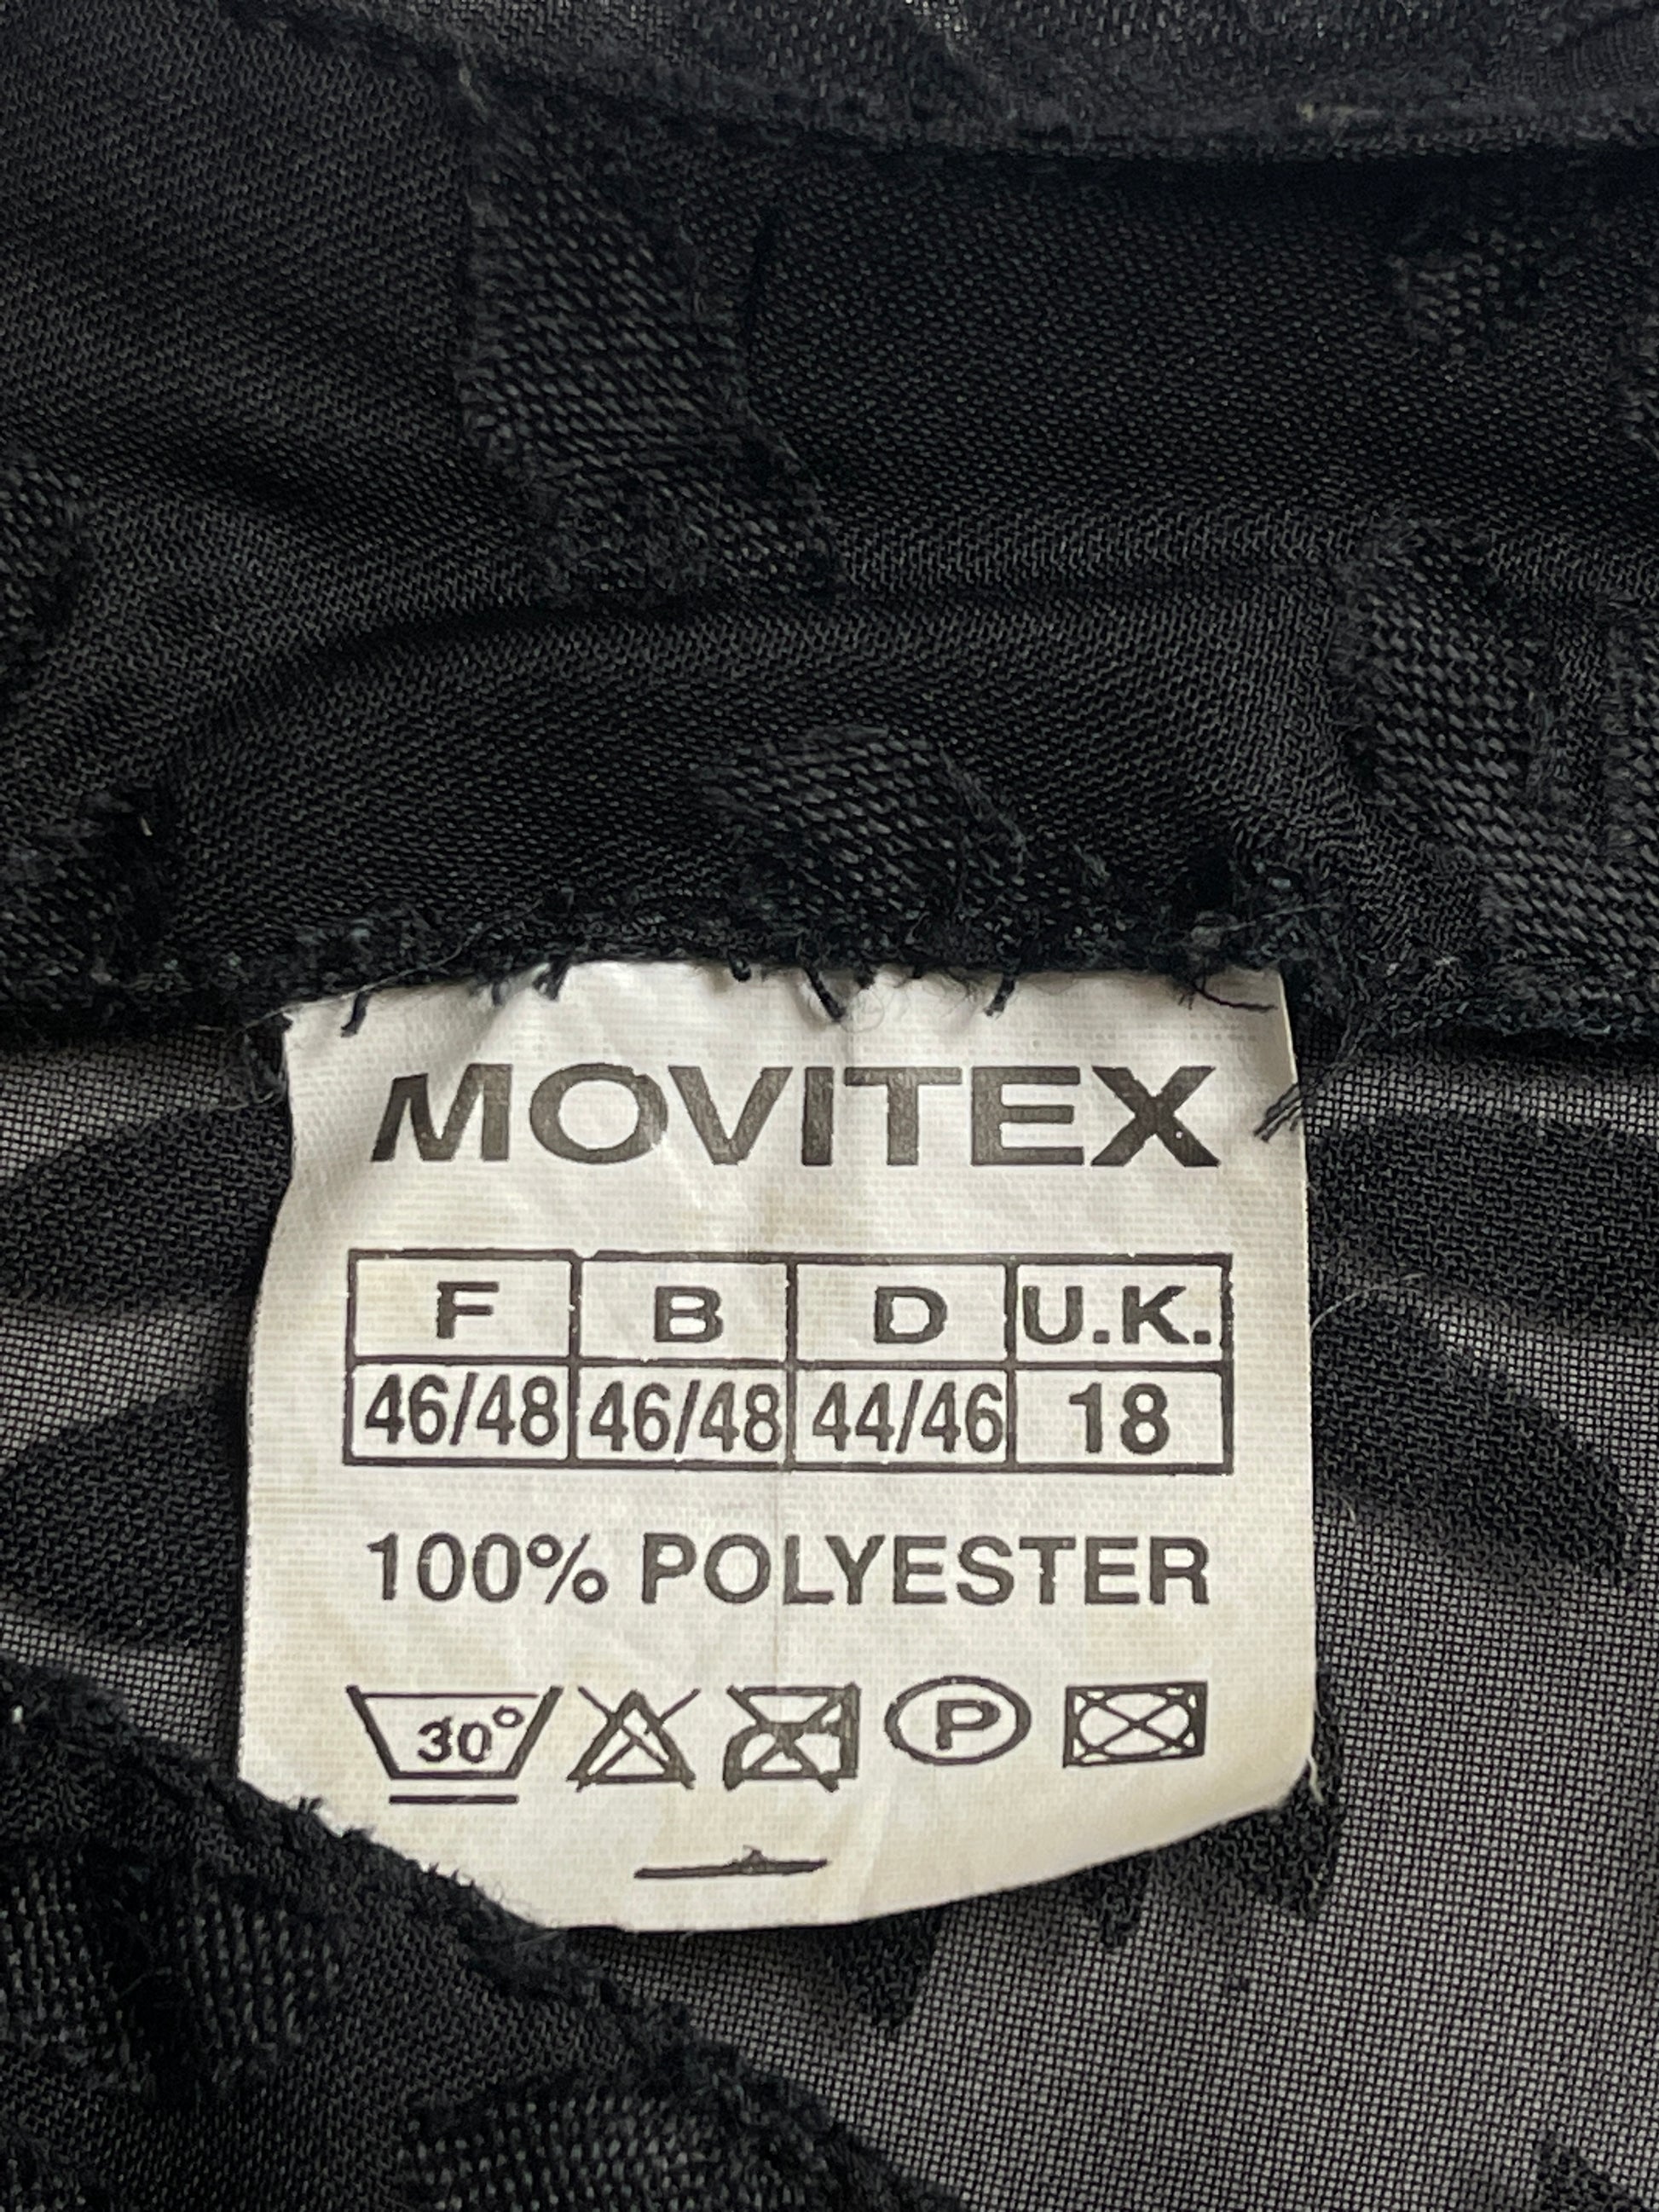 MOVITEX
F B D U.K.
46/48 46/48 44/46 18
100% POLYESTER
30° P